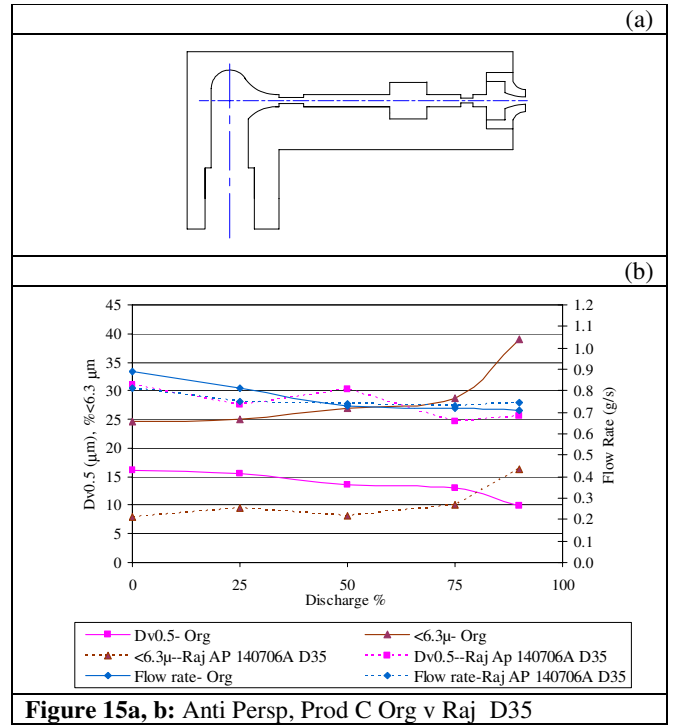 (a)
(b)
45
40
35
30
25
20
15
10
5
0
Dv0.5 (μm), %<6.3 μm
1.2
1.1
1.0
0.9
0.8
0.7
0.6
0.5
0.4
0.3
0.2
0.1
0.0
Flow Rate (g/s)
0 25 50 75 100
Discharge %
Dv0.5- Org <6.3μ- Org
<6.3μ--Raj AP 140706A D35 Dv0.5--Raj Ap 140706A D35
Flow rate- Org Flow rate-Raj AP 140706A D35
Figure 15a, b: Anti Persp, Prod C Org v Raj D35